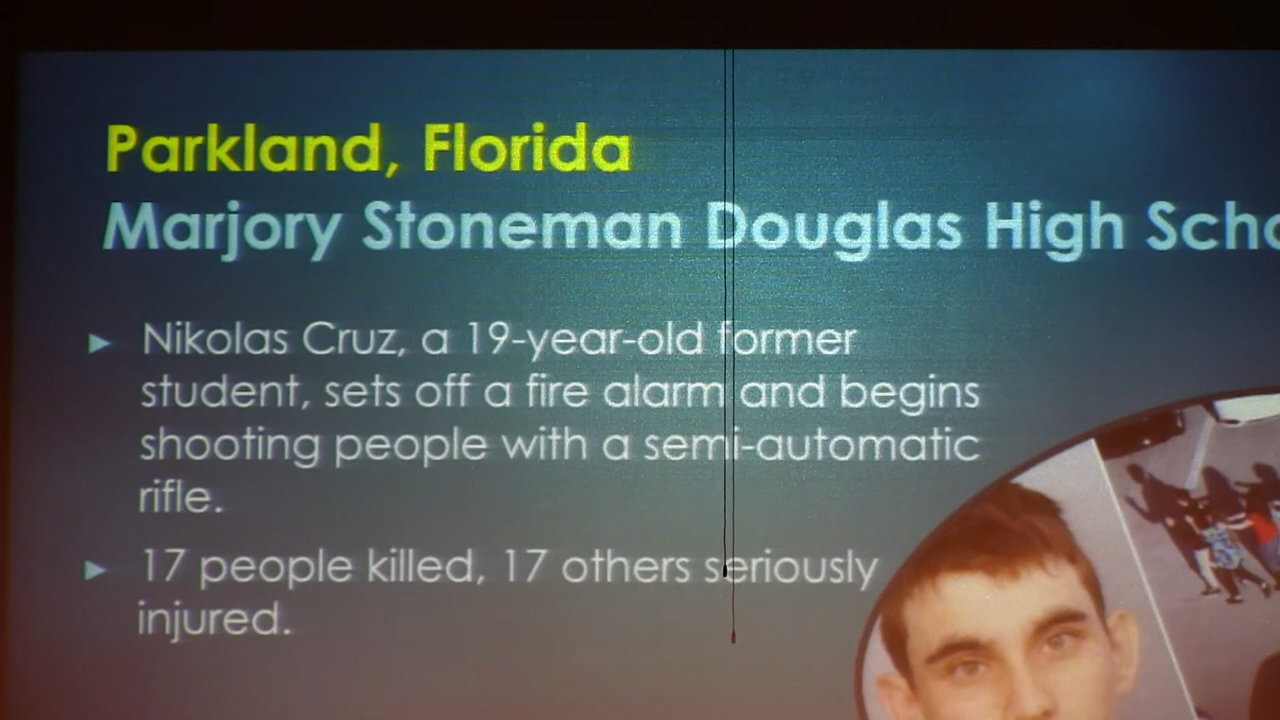 Parkland, Florida
Marjory Stoneman Douglas High Scho
Nikolas Cruz, a 19-year-old former
student, sets off a fire alarm and begins
shooting people with a semi-automatic
rifle.
17 people killed, 17 others seriously
injured.